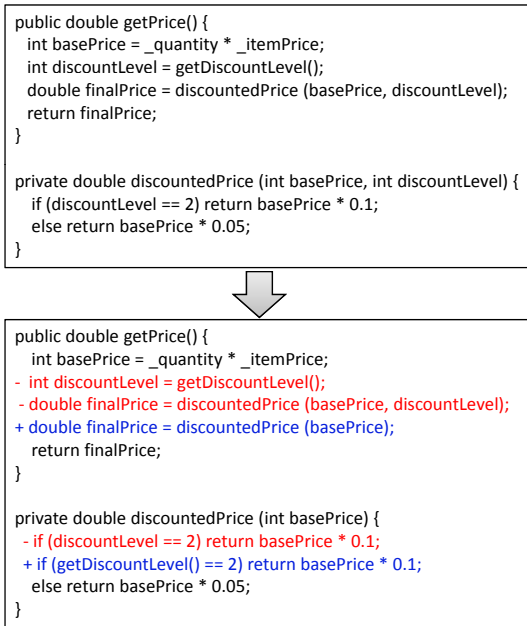 public double getPrice() {
int basePrice = _quantity * _itemPrice;
int discountLevel = getDiscountLevel();
double finalPrice = discountedPrice (basePrice, discountLevel);
return finalPrice;
}
private double discountedPrice (int basePrice, int discountLevel) {
if (discountLevel == 2) return basePrice * 0.1;
else return basePrice * 0.05;
}
public double getPrice() {
int basePrice = _quantity * _itemPrice;
- int discountLevel = getDiscountLevel();
- double finalPrice = discountedPrice (basePrice, discountLevel);
+ double finalPrice = discountedPrice (basePrice);
return finalPrice;
}
private double discountedPrice (int basePrice) {
- if (discountLevel == 2) return basePrice * 0.1;
+ if (getDiscountLevel() == 2) return basePrice * 0.1;
else return basePrice * 0.05;
}